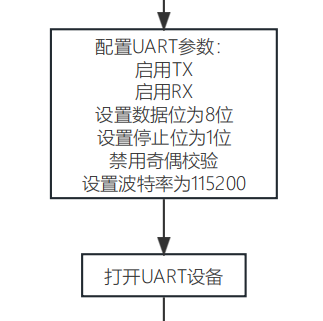 配置UART参数：
启用TX
启用RX
设置数据位为8位
设置停止位为1位
禁用奇偶校验
设置波特率为115200
打开UART设备